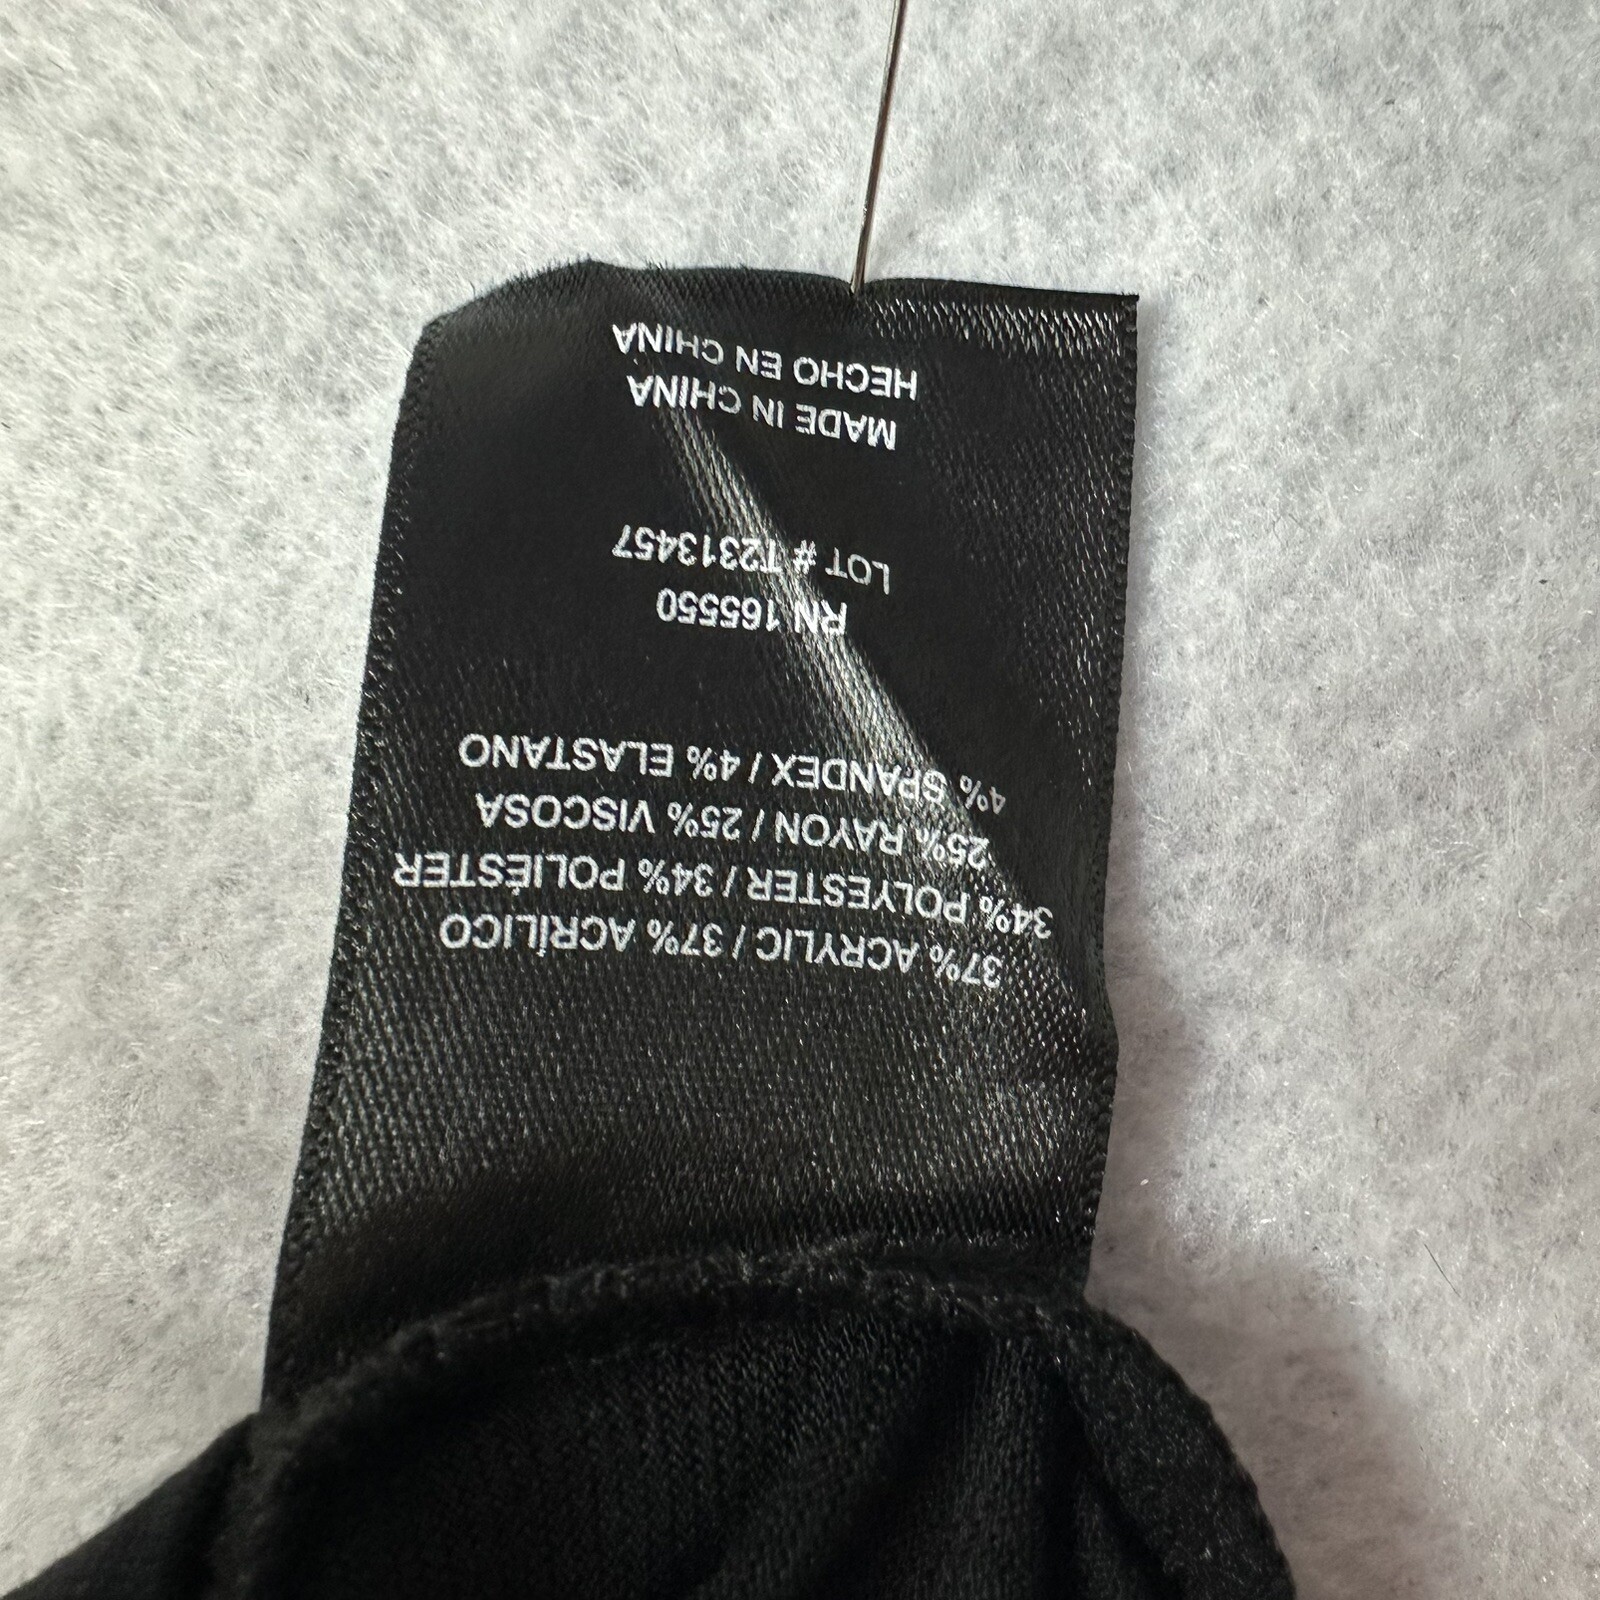 37% ACRYLIC / 37% ACRÍLICO
34% POLYESTER / 34% POLIÉSTER
25% RAYON / 25% VISCOSA
4% SPANDEX / 4% ELASTANO
RN 165550
LOT # T2313457
MADE IN CHINA
HECHO EN CHINA